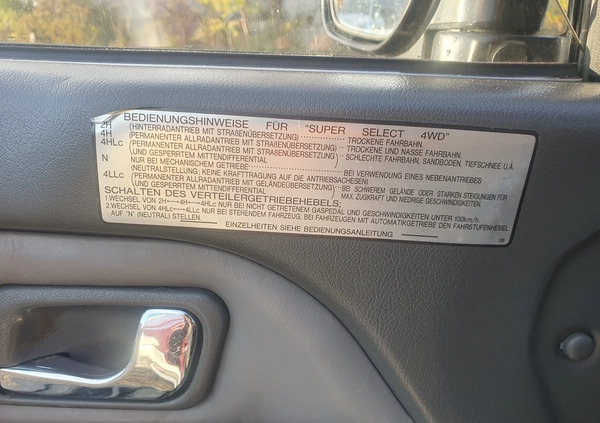 BEDIENUNGSHINWEISE FÜR "SUPER SELECT 4WD"
2H (HINTERRADANTRIEB MIT STRAßENÜBERSETZUNG) TROCKENE FAHRBAHN.
4H (PERMANENTER ALLRADANTRIEB MIT STRAßENÜBERSETZUNG) TROCKENE UND NASSE FAHRBAHN.
4HLc (PERMANENTER ALLRADANTRIEB MIT STRAßENÜBERSETZUNG) SCHLECHTE FAHRBAHN, SANDBODEN, TIEFSCHNEE U.Ä.
(UND GESPERRTEM MITTENDIFFERENTIAL)
N NUR BEI MECHANISCHEM GETRIEBE BEI VERWENDUNG EINES NEBENANTRIEBES
(NEUTRALSTELLUNG: KEINE KRAFTTRAGUNG AUF DIE ANTRIEBSACHSEN)
4LLc (PERMANENTER ALLRADANTRIEB MIT GELÄNDEÜBERSETZUNG) BEI SCHWEREM GELÄNDE ODER STARKEN STEIGUNGEN FÜR
(UND GESPERRTEM MITTENDIFFERENTIAL) MAX. ZUGKRAFT UND NIEDRIGE GESCHWINDIGKEITEN.
SCHALTEN DES VERTEILERGETRIEBEHEBELS;
1.WECHSEL VON 2H↔4H↔4HLc NUR BEI NICHT GETRETENEM GASPEDAL UND GESCHWINDIGKEITEN UNTER 100km/h.
2.WECHSEL VON 4HLc↔4LLc NUR BEI STEHENDEM FAHRZEUG; BEI FAHRZEUGEN MIT AUTOMATIKGETRIEBE DEN FAHRSTUFENHEBEL
AUF "N" (NEUTRAL) STELLEN.
EINZELHEITEN SIEHE BEDIENUNGSANLEITUNG